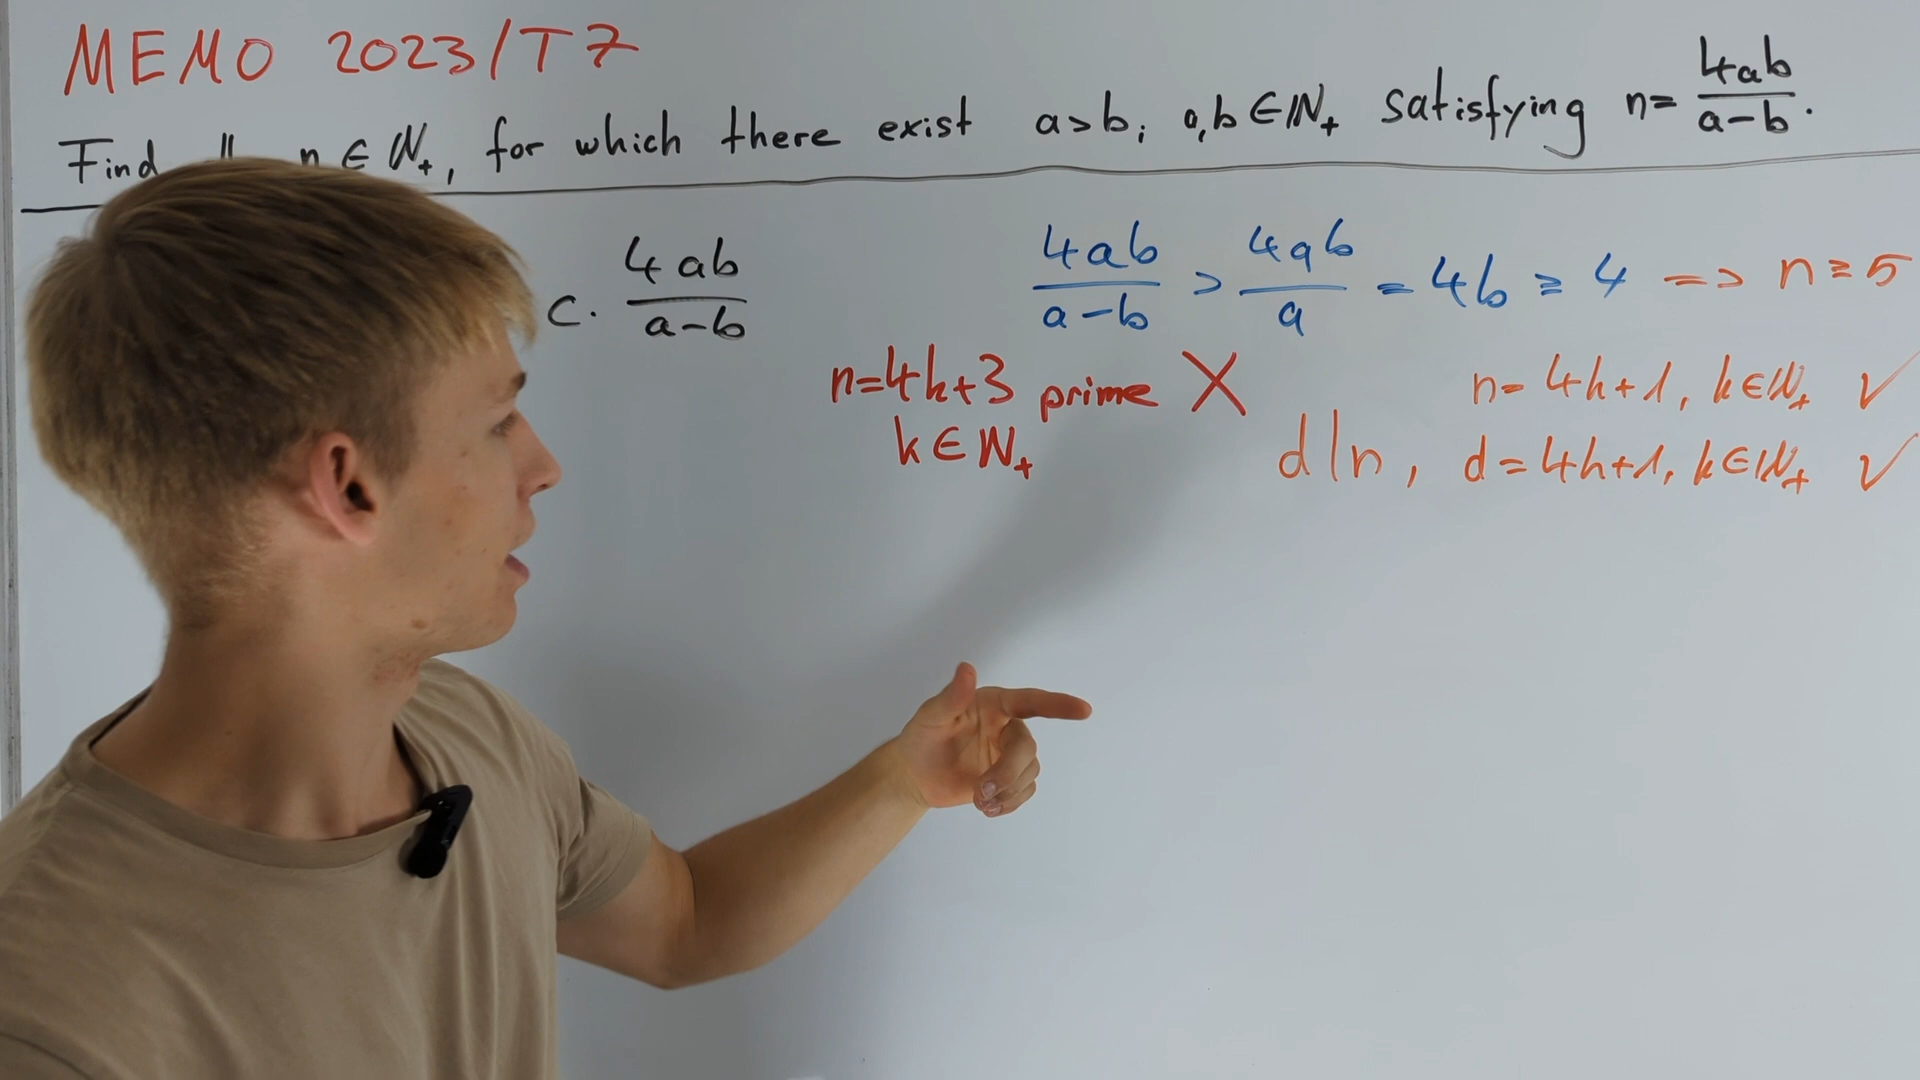 MEMO 2023/T7
Find n ∈ ℕ₊, for which there exist a>b; a,b ∈ ℕ₊ satisfying n = 4ab/(a-b).
c. 4ab/(a-b)
4ab/(a-b) > 4ab/a = 4b ≥ 4 => n ≥ 5
n=4k+3 prime X
k ∈ ℕ₊
n = 4k+1, k ∈ ℕ₊ ✓
d|n, d = 4k+1, k ∈ ℕ₊ ✓